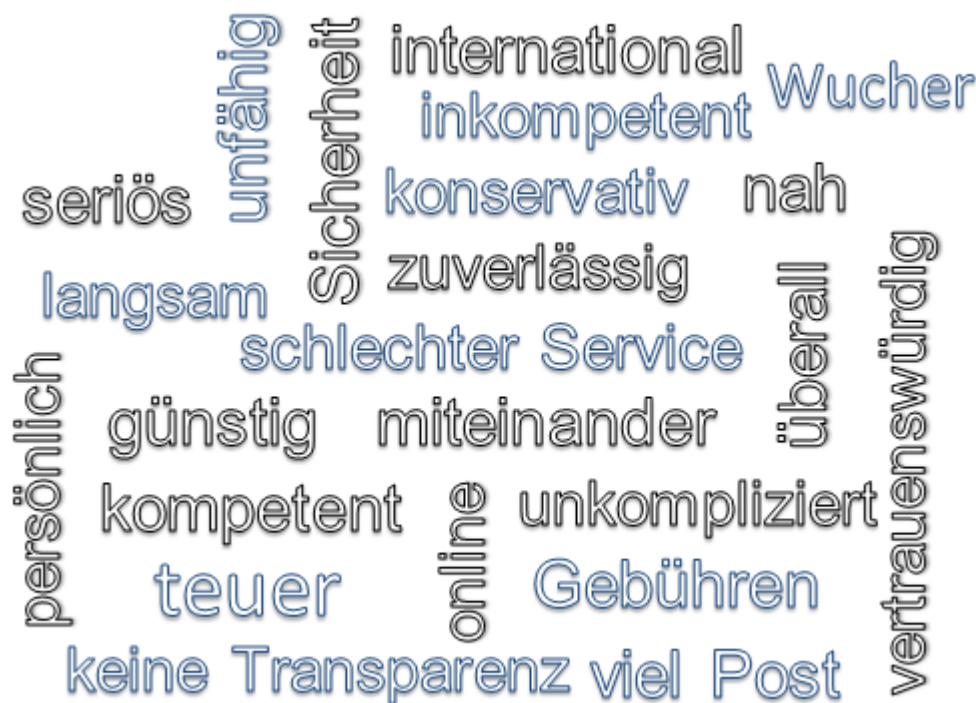 unfähig
Sicherheit
international
Wucher
inkompetent
seriös
konservativ
nah
zuverlässig
langsam
überall
vertrauenswürdig
schlechter Service
persönlich
günstig
miteinander
kompetent
online
unkompliziert
teuer
Gebühren
keine Transparenz
viel Post